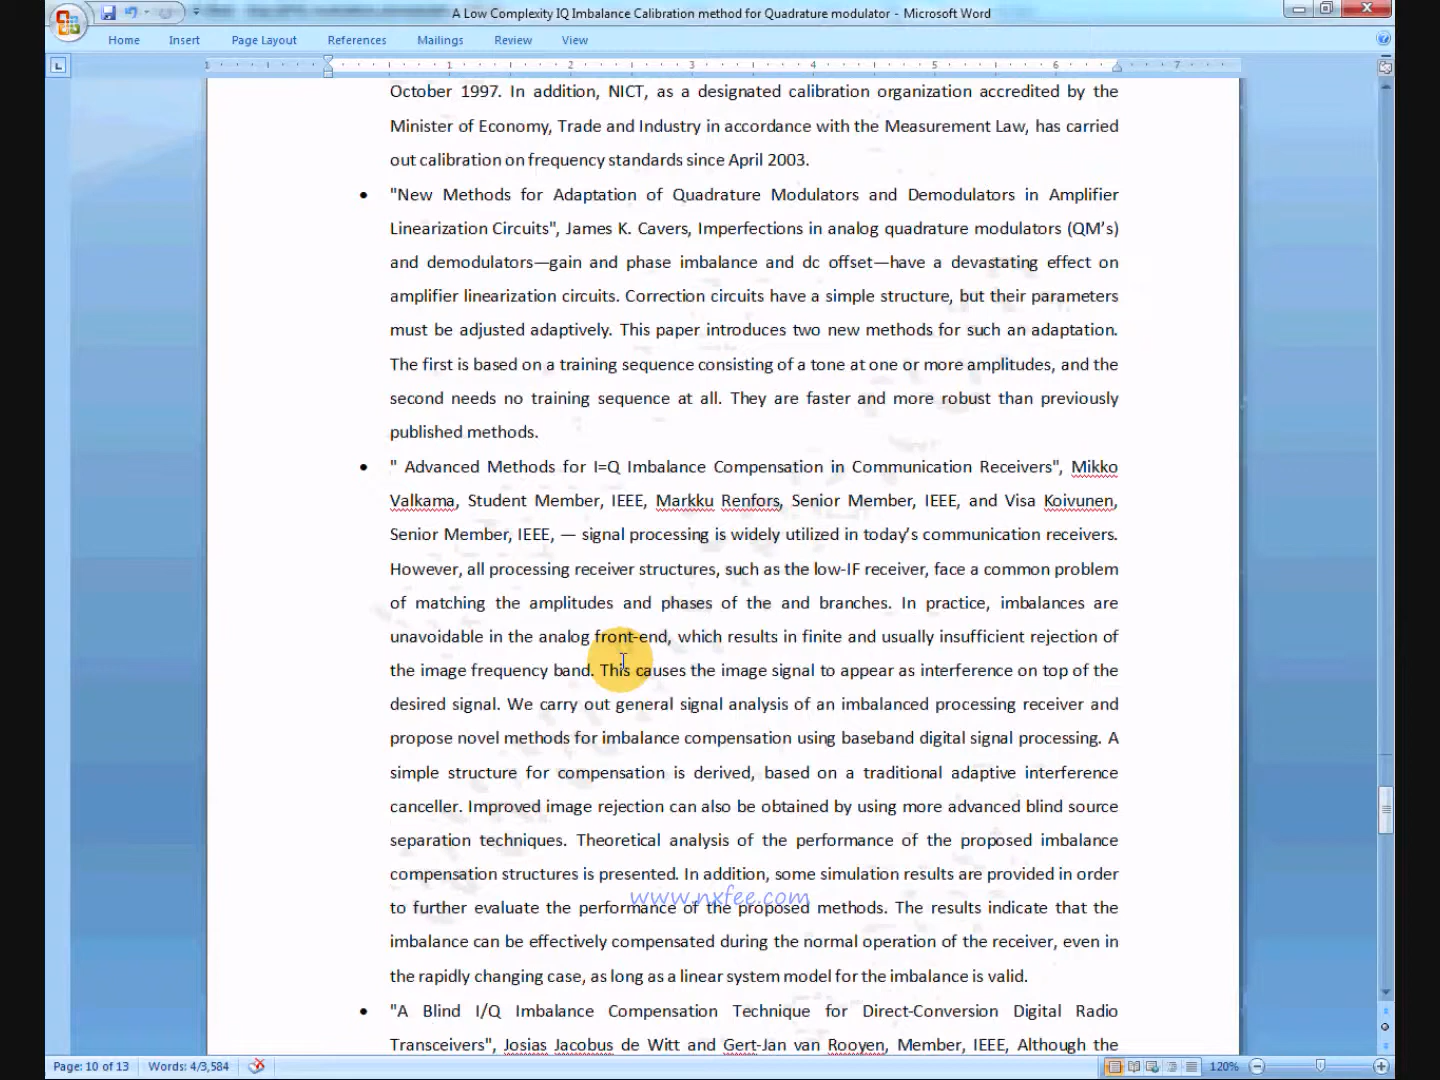 A Low Complexity IQ Imbalance Calibration method for Quadrature modulator - Microsoft Word
Home Insert Page Layout References Mailings Review View
1 1 2 3 4 5 6 7
October 1997. In addition, NICT, as a designated calibration organization accredited by the
Minister of Economy, Trade and Industry in accordance with the Measurement Law, has carried
out calibration on frequency standards since April 2003.
• "New Methods for Adaptation of Quadrature Modulators and Demodulators in Amplifier
Linearization Circuits", James K. Cavers, Imperfections in analog quadrature modulators (QM's)
and demodulators—gain and phase imbalance and dc offset—have a devastating effect on
amplifier linearization circuits. Correction circuits have a simple structure, but their parameters
must be adjusted adaptively. This paper introduces two new methods for such an adaptation.
The first is based on a training sequence consisting of a tone at one or more amplitudes, and the
second needs no training sequence at all. They are faster and more robust than previously
published methods.
• " Advanced Methods for I=Q Imbalance Compensation in Communication Receivers", Mikko
Valkama, Student Member, IEEE, Markku Renfors, Senior Member, IEEE, and Visa Koivunen,
Senior Member, IEEE, — signal processing is widely utilized in today's communication receivers.
However, all processing receiver structures, such as the low-IF receiver, face a common problem
of matching the amplitudes and phases of the and branches. In practice, imbalances are
unavoidable in the analog front-end, which results in finite and usually insufficient rejection of
the image frequency band. This causes the image signal to appear as interference on top of the
desired signal. We carry out general signal analysis of an imbalanced processing receiver and
propose novel methods for imbalance compensation using baseband digital signal processing. A
simple structure for compensation is derived, based on a traditional adaptive interference
canceller. Improved image rejection can also be obtained by using more advanced blind source
separation techniques. Theoretical analysis of the performance of the proposed imbalance
compensation structures is presented. In addition, some simulation results are provided in order
www.nxfee.com
to further evaluate the performance of the proposed methods. The results indicate that the
imbalance can be effectively compensated during the normal operation of the receiver, even in
the rapidly changing case, as long as a linear system model for the imbalance is valid.
• "A Blind I/Q Imbalance Compensation Technique for Direct-Conversion Digital Radio
Transceivers", Josias Jacobus de Witt and Gert-Jan van Rooyen, Member, IEEE, Although the
Page: 10 of 13 Words: 4/3,584 120%